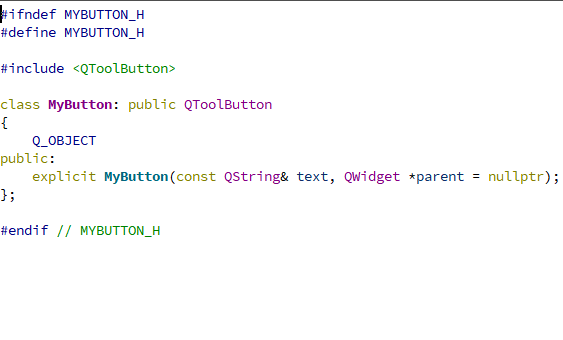 #ifndef MYBUTTON_H
#define MYBUTTON_H
#include <QToolButton>
class MyButton: public QToolButton
{
Q_OBJECT
public:
explicit MyButton(const QString& text, QWidget *parent = nullptr);
};
#endif // MYBUTTON_H